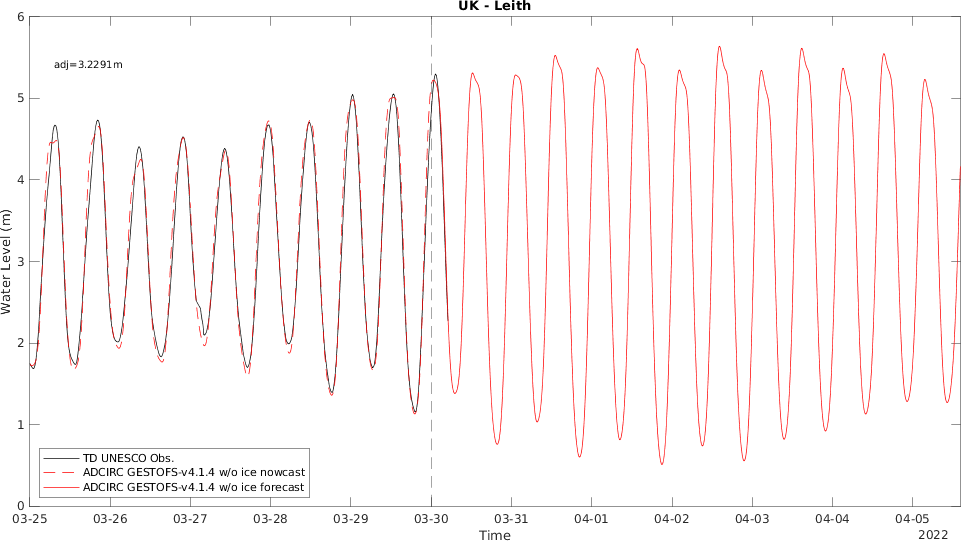 UK - Leith
adj=3.2291m
Water Level (m)
6
5
4
3
2
1
0
TD UNESCO Obs.
ADCIRC GESTOFS-v4.1.4 w/o ice nowcast
ADCIRC GESTOFS-v4.1.4 w/o ice forecast
03-25 03-26 03-27 03-28 03-29 03-30 03-31 04-01 04-02 04-03 04-04 04-05
Time
2022